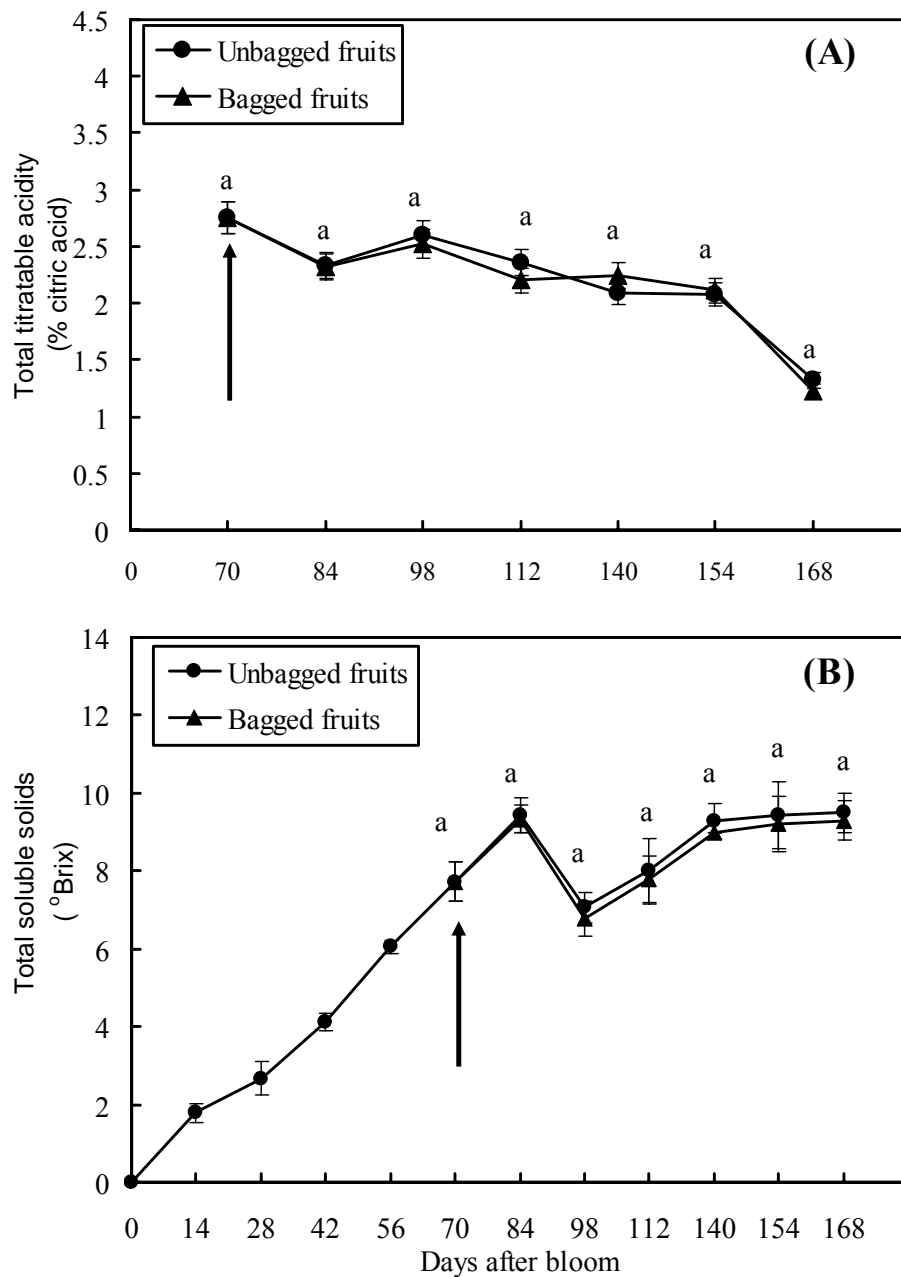 4.5
4
3.5
3
2.5
2
1.5
1
0.5
0
Total titratable acidity
(% citric acid)
Unbagged fruits
Bagged fruits
(A)
a
a
a
a
a
a
a
0 70 84 98 112 140 154 168
14
12
10
8
6
4
2
0
Total soluble solids
( °Brix)
Unbagged fruits
Bagged fruits
(B)
a
a
a
a
a
a
a
0 14 28 42 56 70 84 98 112 140 154 168
Days after bloom